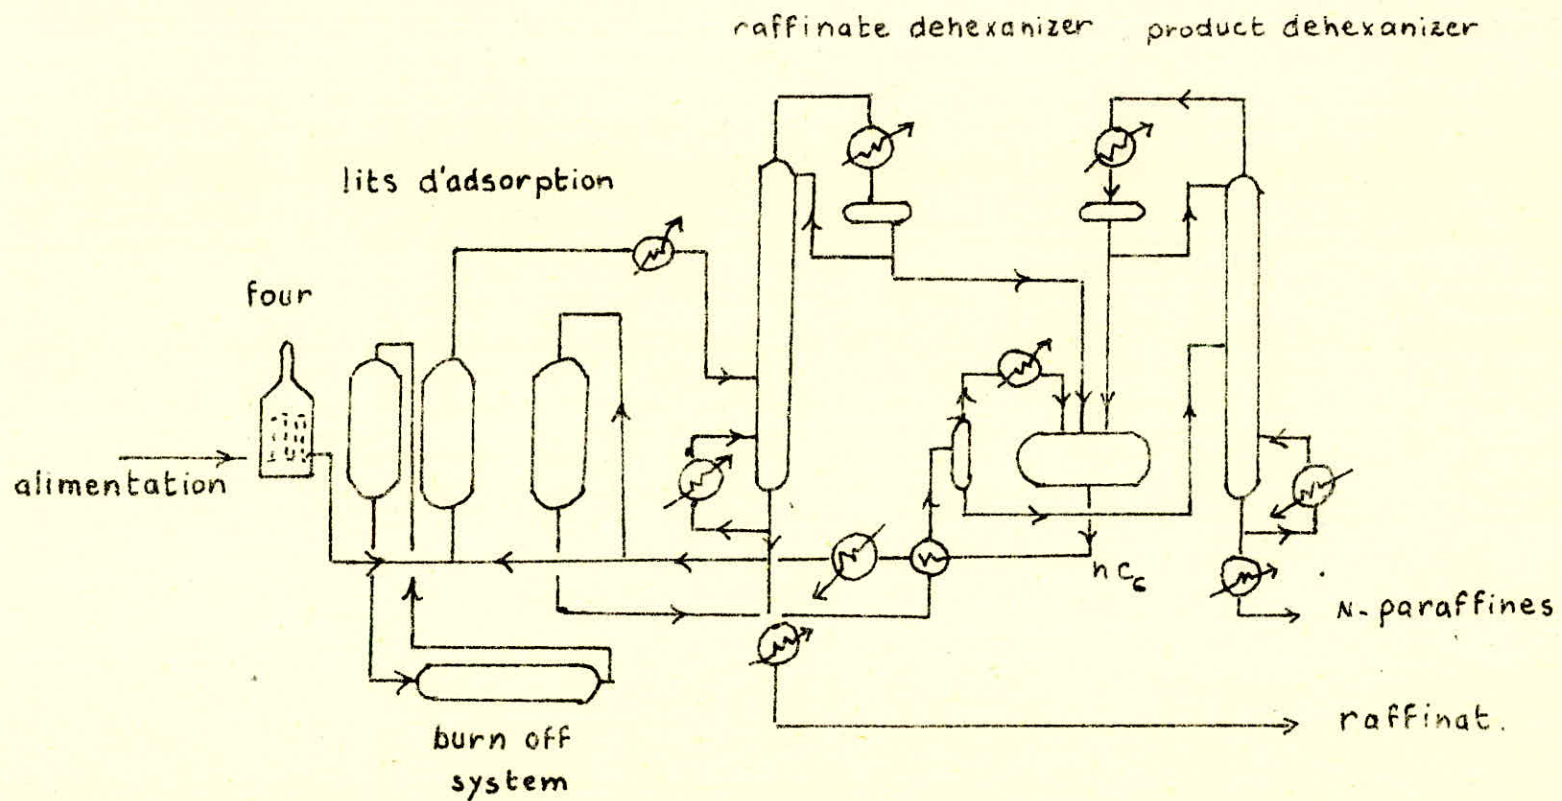 raffinate dehexanizer product dehexanizer
lits d'adsorption
four
alimentation
nc₆
N- paraffines
raffinat.
burn off
system